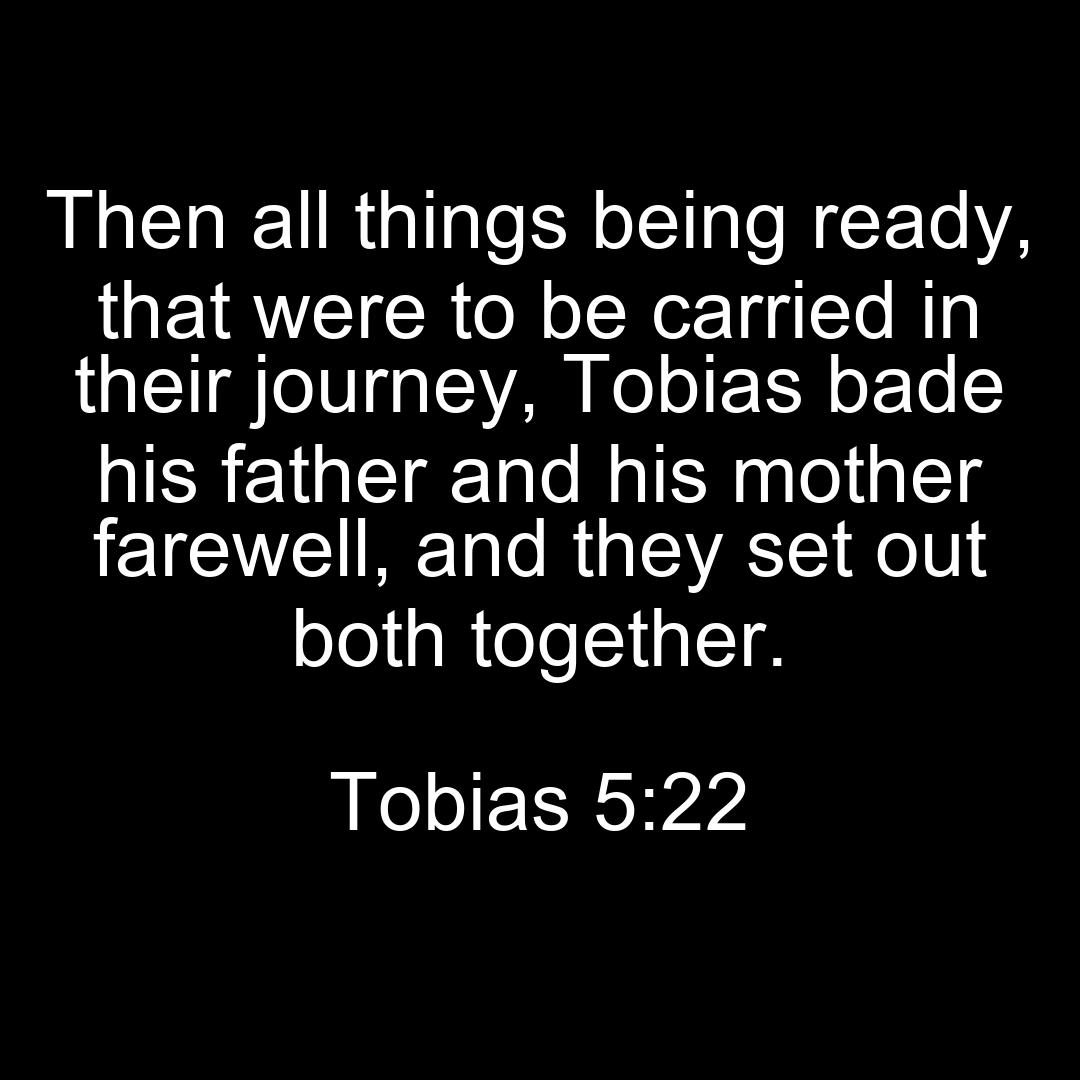 Then all things being ready,
that were to be carried in
their journey, Tobias bade
his father and his mother
farewell, and they set out
both together.
Tobias 5:22